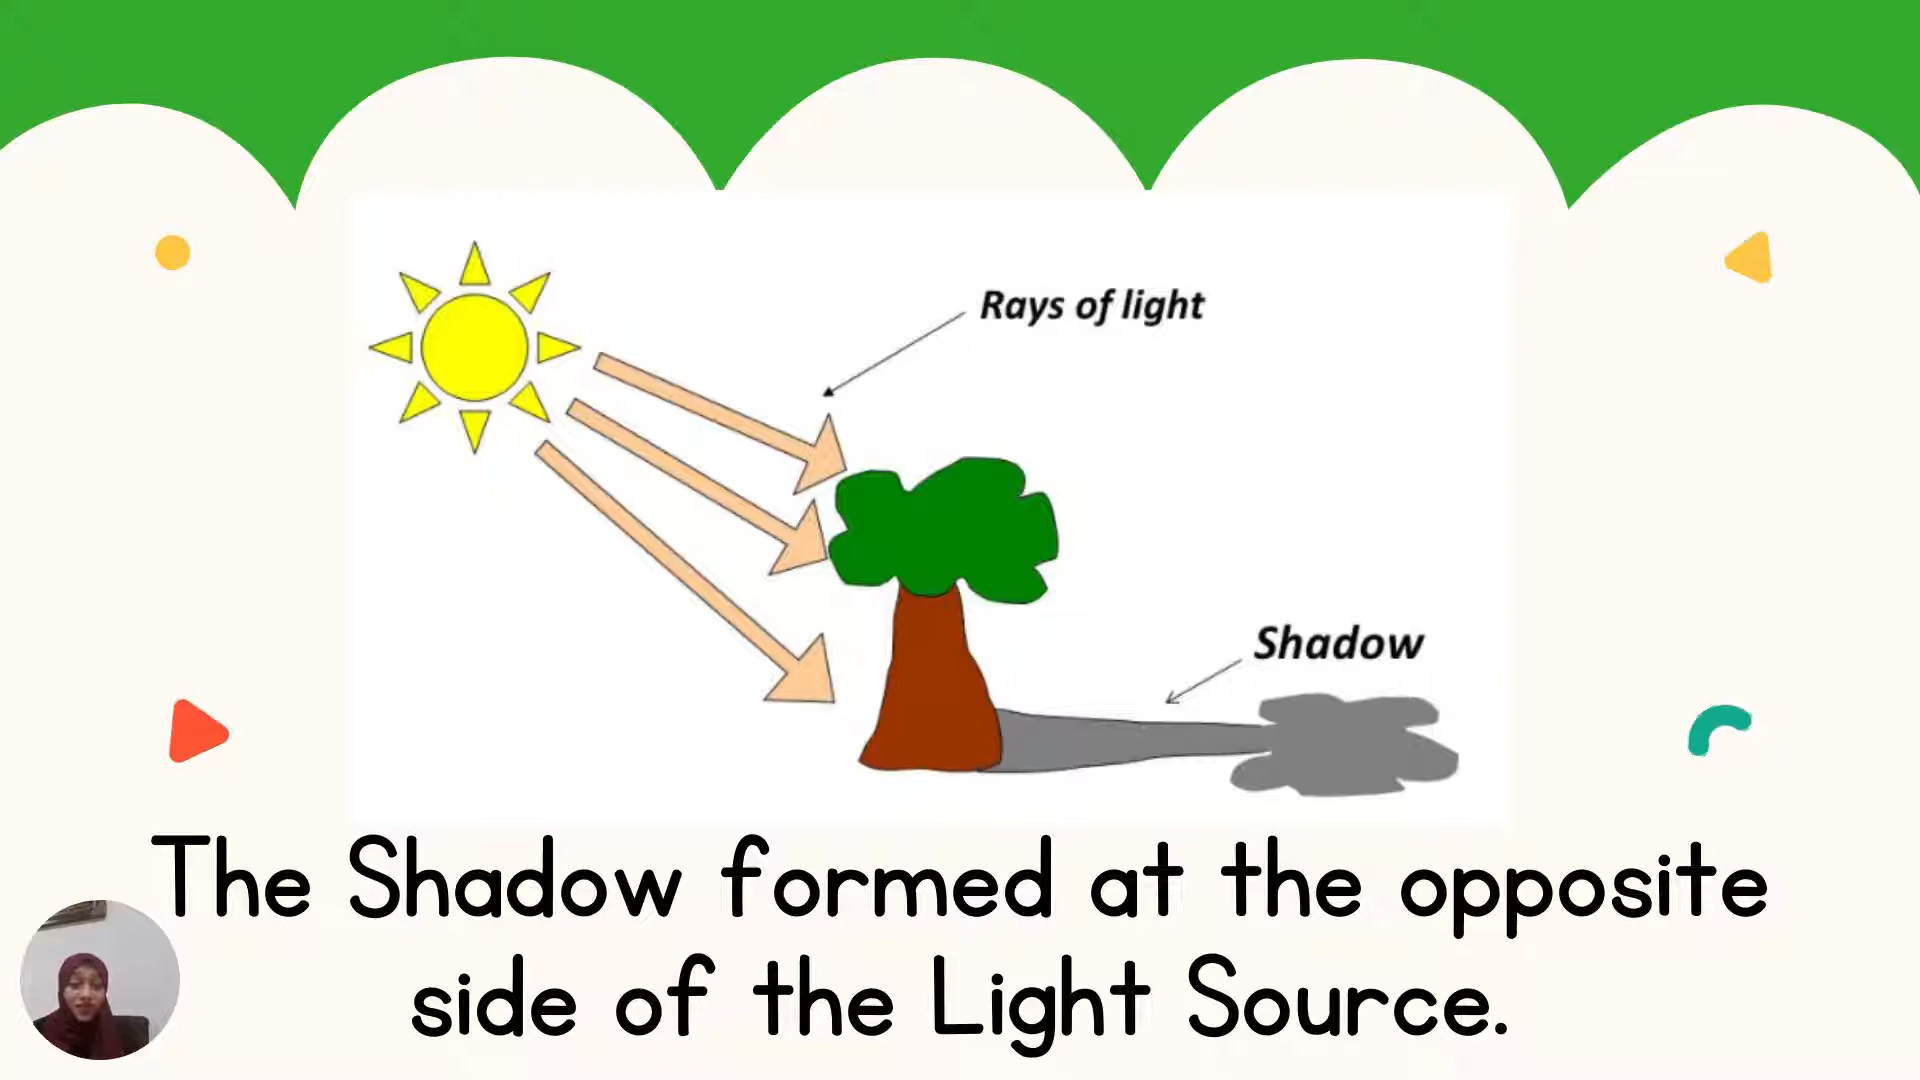 Rays of light
Shadow
The Shadow formed at the opposite
side of the Light Source.